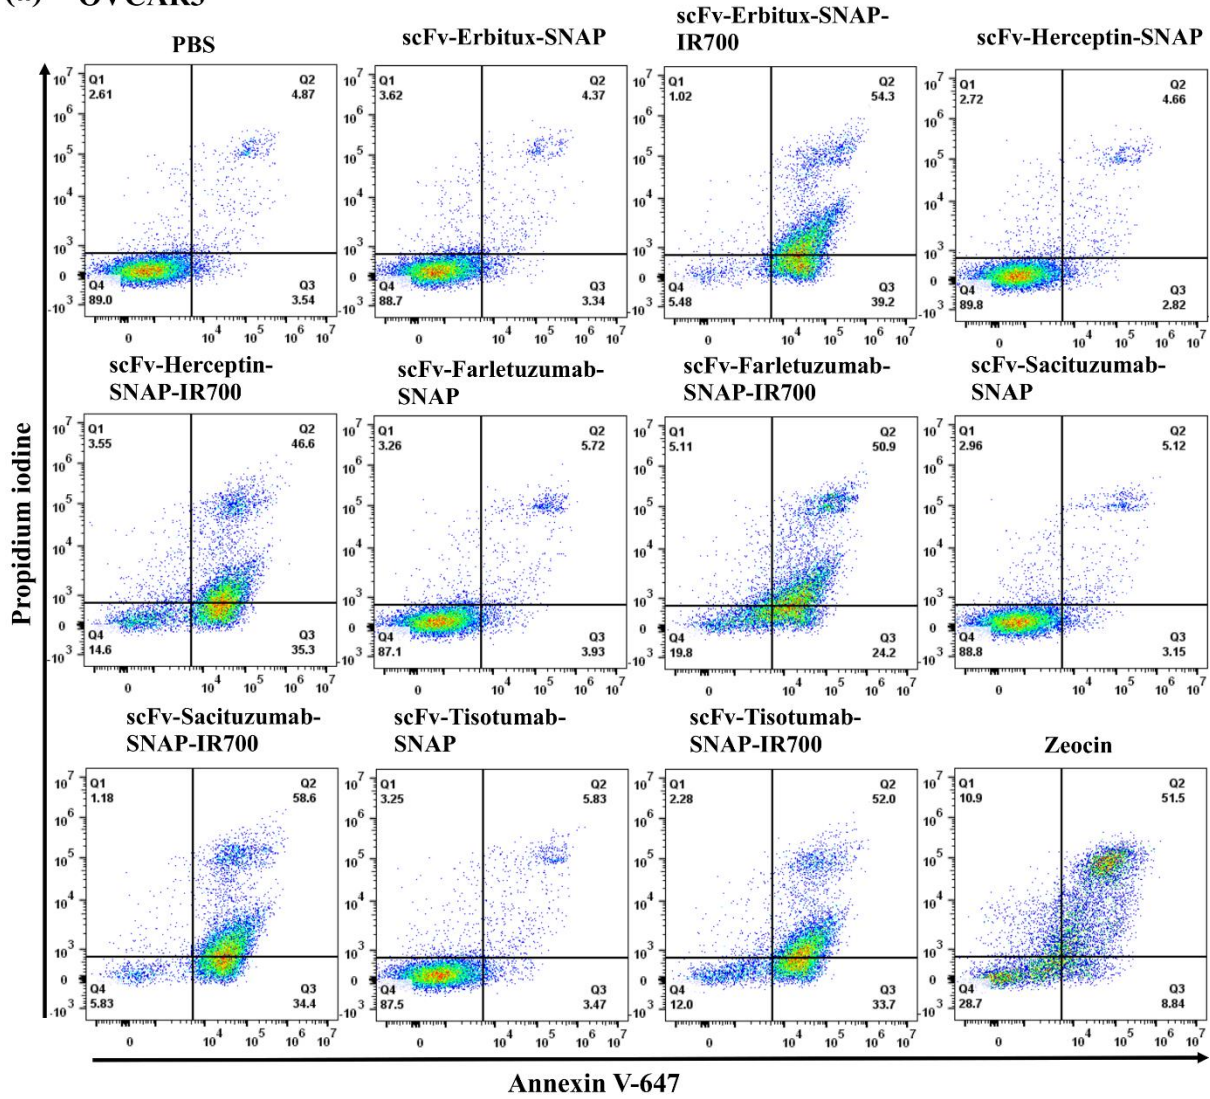 OVCAR3
PBS
scFv-Erbitux-SNAP
scFv-Erbitux-SNAP-
IR700
scFv-Herceptin-SNAP
Q1
2.61
Q2
4.87
Q4
89.0
Q3
3.54
Q1
3.62
Q2
4.37
Q4
88.7
Q3
3.34
Q1
1.02
Q2
54.3
Q4
5.48
Q3
39.2
Q1
2.72
Q2
4.66
Q4
89.8
Q3
2.82
scFv-Herceptin-
SNAP-IR700
scFv-Farletuzumab-
SNAP
scFv-Farletuzumab-
SNAP-IR700
scFv-Sacituzumab-
SNAP
Q1
3.55
Q2
46.6
Q4
14.6
Q3
35.3
Q1
3.26
Q2
5.72
Q4
87.1
Q3
3.93
Q1
5.11
Q2
50.9
Q4
19.8
Q3
24.2
Q1
2.96
Q2
5.12
Q4
88.8
Q3
3.15
scFv-Sacituzumab-
SNAP-IR700
scFv-Tisotumab-
SNAP
scFv-Tisotumab-
SNAP-IR700
Zeocin
Q1
1.18
Q2
58.6
Q4
5.83
Q3
34.4
Q1
3.25
Q2
5.83
Q4
87.5
Q3
3.47
Q1
2.28
Q2
52.0
Q4
12.0
Q3
33.7
Q1
10.9
Q2
51.5
Q4
28.7
Q3
8.84
Propidium iodine
Annexin V-647